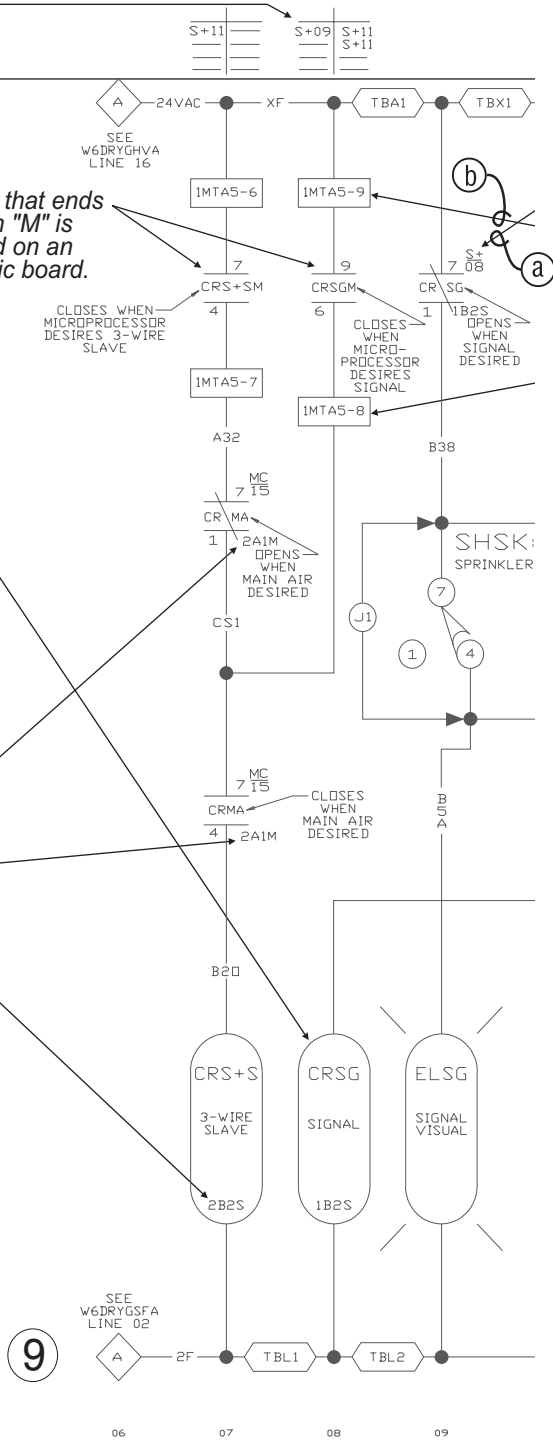 S+11
S+09 S+11
S+11
A 24VAC XF TBA1 TBX1
SEE
W6DRYGHVA
LINE 16
b
that ends
"M" is
on an
board.
1MTA5-6
1MTA5-9
a
7
CRS+SM
4
CLOSES WHEN
MICROPROCESSOR
DESIRES 3-WIRE
SLAVE
9
CRSGM
6
CLOSES
WHEN
MICRO-
PROCESSOR
DESIRES
SIGNAL
7 S+
08
CR SG
1 1B2S
OPENS
WHEN
SIGNAL
DESIRED
1MTA5-7
1MTA5-8
A32
B38
7 MC
15
CR MA
1 2A1M
OPENS
WHEN
MAIN AIR
DESIRED
SHSK:
SPRINKLER
7
J1
1
4
CS1
7 MC
15
CRMA
4 2A1M
CLOSES
WHEN
MAIN AIR
DESIRED
B
5
A
B20
CRS+S
3-WIRE
SLAVE
2B2S
CRSG
SIGNAL
1B2S
ELSG
SIGNAL
VISUAL
SEE
W6DRYGSFA
LINE 02
9
A 2F TBL1 TBL2
06 07 08 09